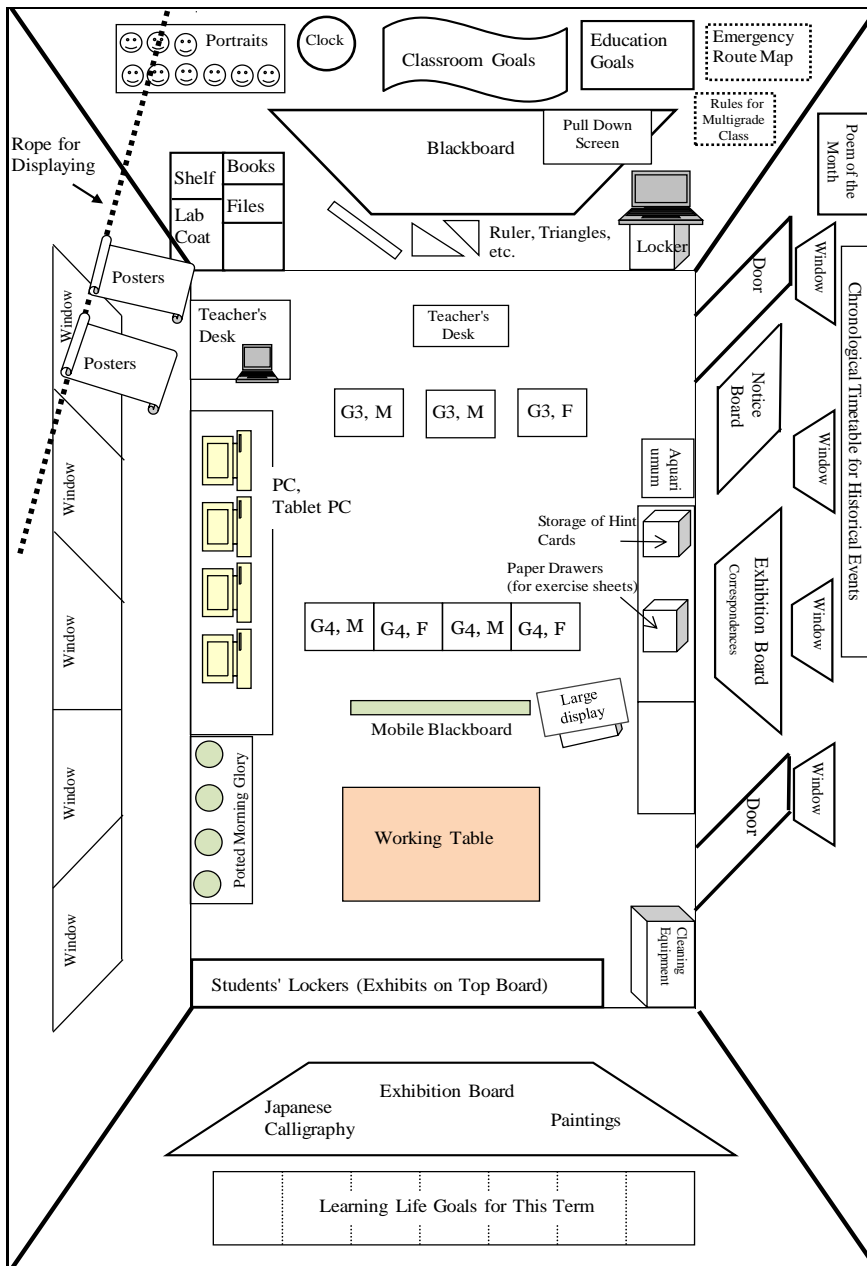 Portraits
Clock
Classroom Goals
Education
Goals
Emergency
Route Map
Rules for
Multigrade
Class
Poem of the
Month
Rope for
Displaying
Shelf
Books
Lab
Coat
Files
Blackboard
Pull Down
Screen
Ruler, Triangles,
etc.
Locker
Door
Window
Chronological Timetable for Historical Events
Posters
Window
Posters
Teacher's
Desk
Teacher's
Desk
Notice
Board
G3, M
G3, M
G3, F
Window
Window
PC,
Tablet PC
Aquari
umum
Storage of Hint
Cards
Paper Drawers
(for exercise sheets)
Exhibition Board
Correspondences
Window
Window
G4, M
G4, F
G4, M
G4, F
Large
display
Mobile Blackboard
Window
Potted Morning Glory
Working Table
Door
Window
Window
Cleaning
Equipment
Students' Lockers (Exhibits on Top Board)
Exhibition Board
Japanese
Calligraphy
Paintings
Learning Life Goals for This Term